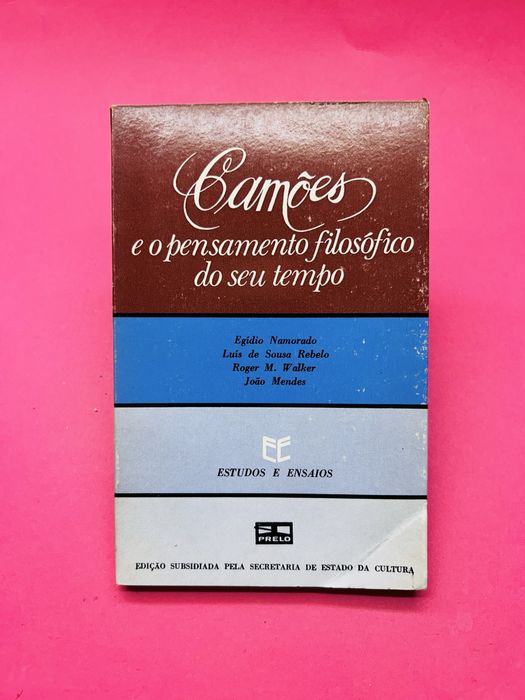 Camões
e o pensamento filosófico
do seu tempo
Egídio Namorado
Luís de Sousa Rebelo
Roger M. Walker
João Mendes
EE
ESTUDOS E ENSAIOS
PRELO
EDIÇÃO SUBSIDIADA PELA SECRETARIA DE ESTADO DA CULTURA